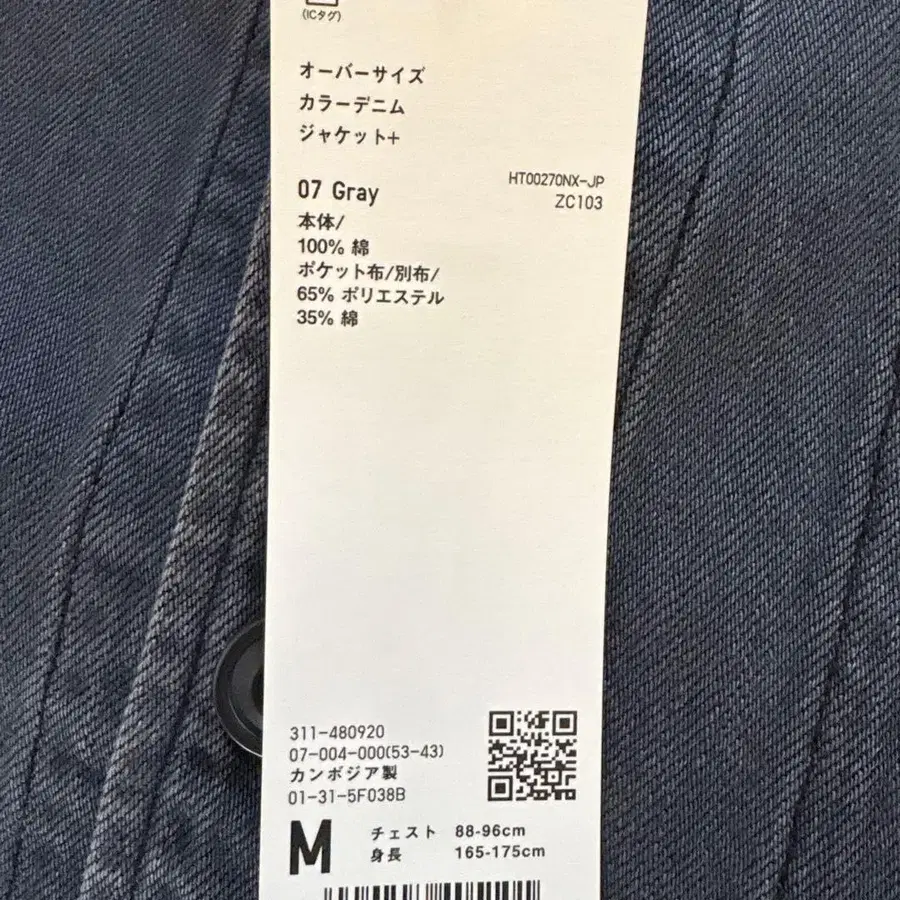 (ICタグ)
オーバーサイズ
カラーデニム
ジャケット+
07 Gray
HT00270NX-JP
ZC103
本体/
100% 綿
ポケット布/別布/
65% ポリエステル
35% 綿
311-480920
07-004-000(53-43)
カンボジア製
01-31-5F038B
M
チェスト 88-96cm
身長 165-175cm